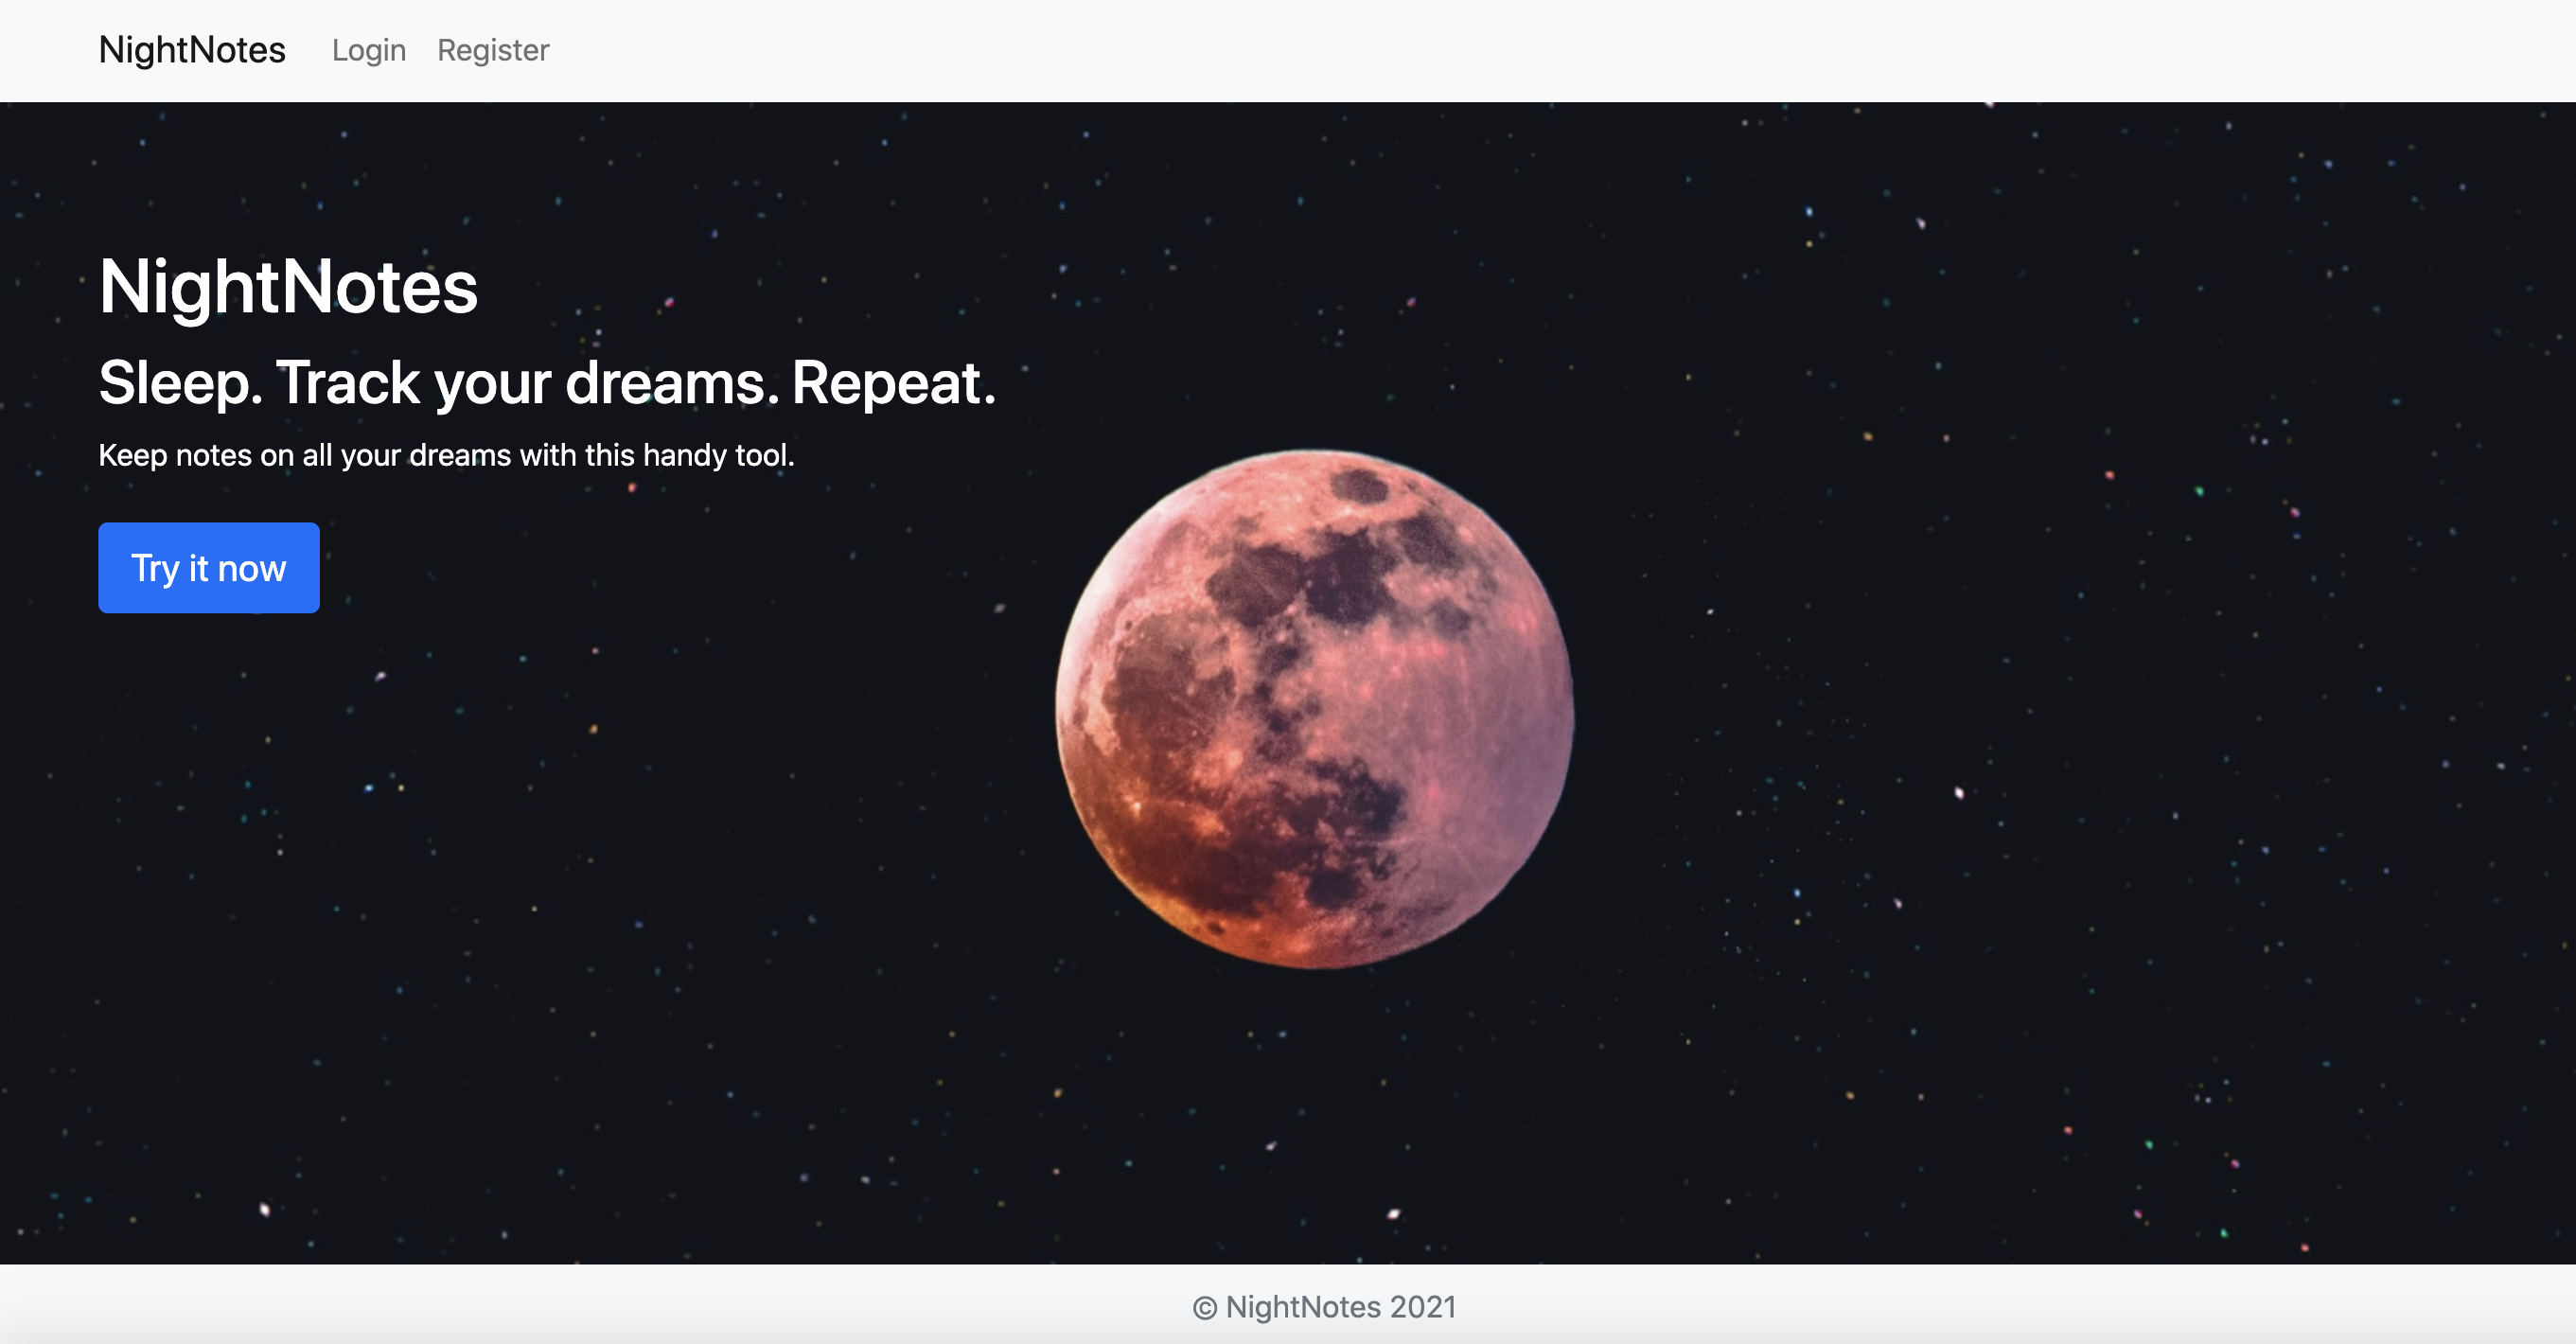 NightNotes Login Register
NightNotes
Sleep. Track your dreams. Repeat.
Keep notes on all your dreams with this handy tool.
Try it now
© NightNotes 2021